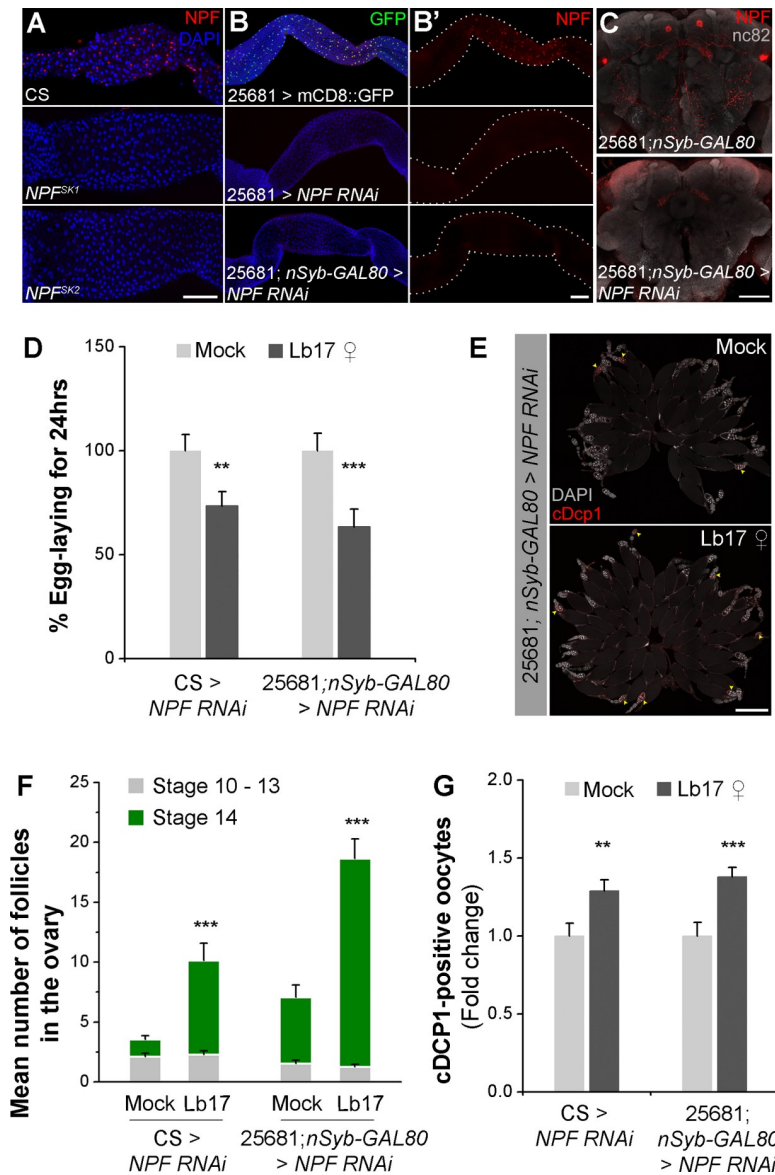 A
NPF
DAPI
CS
NPFSK1
NPFSK2
B
GFP
25681 > mCD8::GFP
25681 > NPF RNAi
25681; nSyb-GAL80 >
NPF RNAi
B'
NPF
C
NPF
nc82
25681;nSyb-GAL80
25681;nSyb-GAL80 >
NPF RNAi
D
Mock
Lb17 ♀
% Egg-laying for 24hrs
150
100
50
0
**
***
CS >
NPF RNAi
25681;nSyb-GAL80
> NPF RNAi
E
25681; nSyb-GAL80 > NPF RNAi
Mock
DAPI
cDcp1
Lb17 ♀
F
Stage 10 - 13
Stage 14
Mean number of follicles
in the ovary
25
20
15
10
5
0
***
***
Mock Lb17
Mock Lb17
CS >
NPF RNAi
25681;nSyb-GAL80
> NPF RNAi
G
Mock
Lb17 ♀
cDCP1-positive oocytes
(Fold change)
2.0
1.5
1.0
0.5
0.0
**
***
CS >
NPF RNAi
25681;
nSyb-GAL80
> NPF RNAi